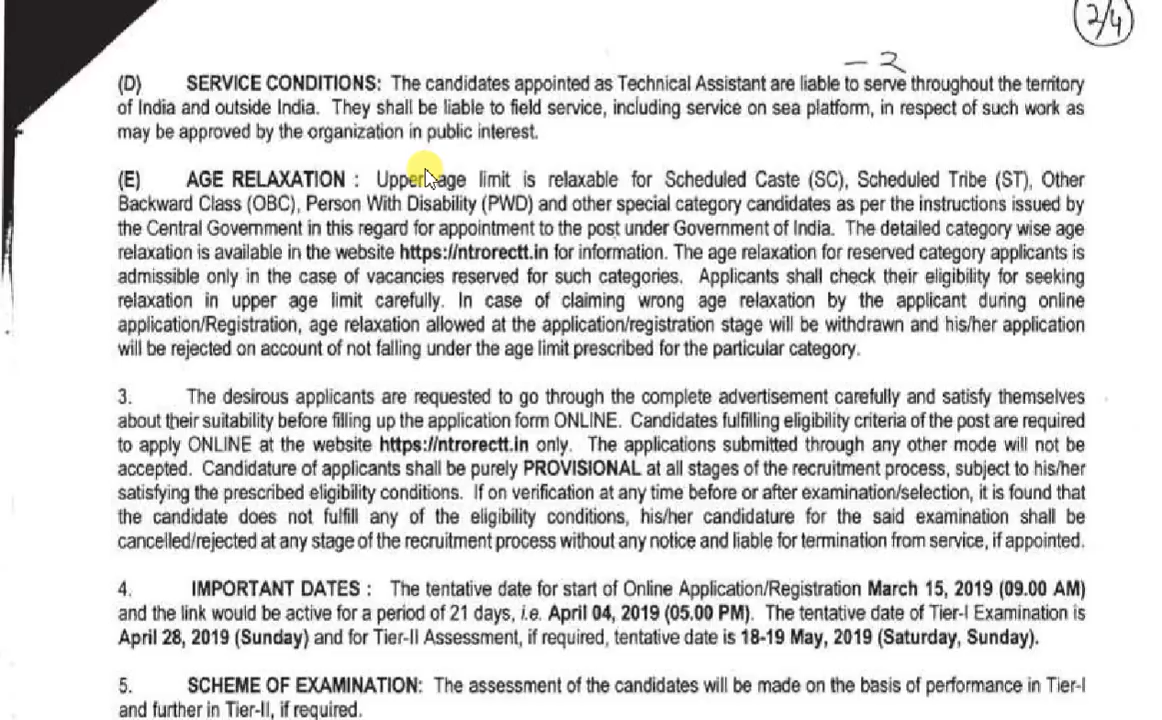 2/4
– 2
(D) SERVICE CONDITIONS: The candidates appointed as Technical Assistant are liable to serve throughout the territory
of India and outside India. They shall be liable to field service, including service on sea platform, in respect of such work as
may be approved by the organization in public interest.
(E) AGE RELAXATION : Upper age limit is relaxable for Scheduled Caste (SC), Scheduled Tribe (ST), Other
Backward Class (OBC), Person With Disability (PWD) and other special category candidates as per the instructions issued by
the Central Government in this regard for appointment to the post under Government of India. The detailed category wise age
relaxation is available in the website https://ntrorectt.in for information. The age relaxation for reserved category applicants is
admissible only in the case of vacancies reserved for such categories. Applicants shall check their eligibility for seeking
relaxation in upper age limit carefully. In case of claiming wrong age relaxation by the applicant during online
application/Registration, age relaxation allowed at the application/registration stage will be withdrawn and his/her application
will be rejected on account of not falling under the age limit prescribed for the particular category.
3. The desirous applicants are requested to go through the complete advertisement carefully and satisfy themselves
about their suitability before filling up the application form ONLINE. Candidates fulfilling eligibility criteria of the post are required
to apply ONLINE at the website https://ntrorectt.in only. The applications submitted through any other mode will not be
accepted. Candidature of applicants shall be purely PROVISIONAL at all stages of the recruitment process, subject to his/her
satisfying the prescribed eligibility conditions. If on verification at any time before or after examination/selection, it is found that
the candidate does not fulfill any of the eligibility conditions, his/her candidature for the said examination shall be
cancelled/rejected at any stage of the recruitment process without any notice and liable for termination from service, if appointed.
4. IMPORTANT DATES : The tentative date for start of Online Application/Registration March 15, 2019 (09.00 AM)
and the link would be active for a period of 21 days, i.e. April 04, 2019 (05.00 PM). The tentative date of Tier-I Examination is
April 28, 2019 (Sunday) and for Tier-II Assessment, if required, tentative date is 18-19 May, 2019 (Saturday, Sunday).
5. SCHEME OF EXAMINATION: The assessment of the candidates will be made on the basis of performance in Tier-I
and further in Tier-II, if required.